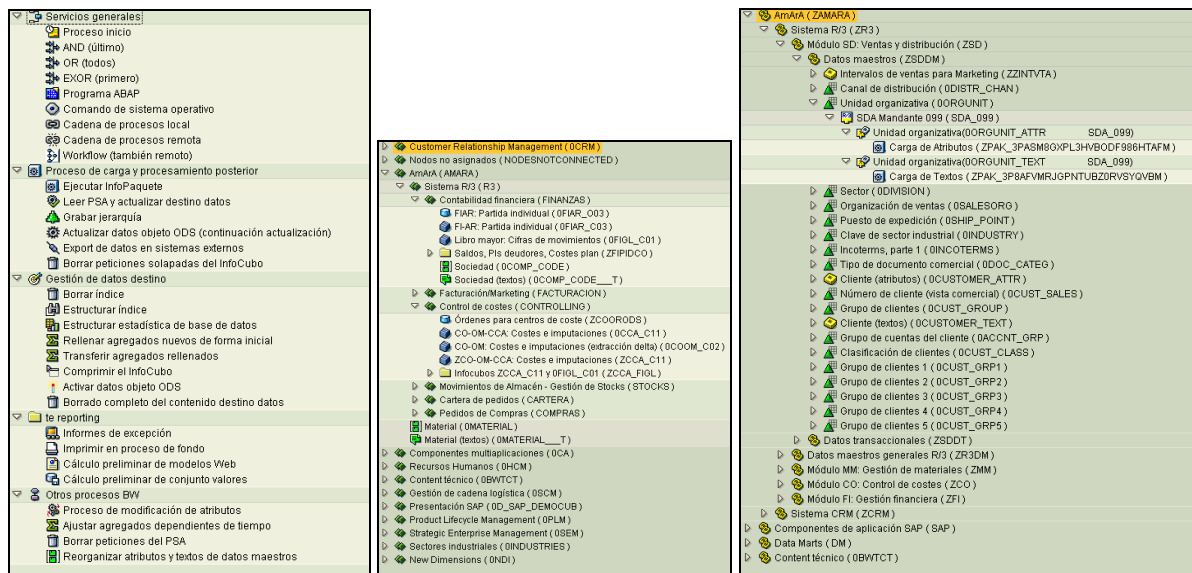 Servicios generales
Proceso inicio
AND (último)
OR (todos)
EXOR (primero)
Programa ABAP
Comando de sistema operativo
Cadena de procesos local
Cadena de procesos remota
Workflow (también remoto)
Proceso de carga y procesamiento posterior
Ejecutar InfoPaquete
Leer PSA y actualizar destino datos
Grabar jerarquía
Actualizar datos objeto ODS (continuación actualización)
Export de datos en sistemas externos
Borrar peticiones solapadas del InfoCubo
Gestión de datos destino
Borrar índice
Estructurar índice
Estructurar estadística de base de datos
Rellenar agregados nuevos de forma inicial
Transferir agregados rellenados
Comprimir el InfoCubo
Activar datos objeto ODS
Borrado completo del contenido destino datos
te reporting
Informes de excepción
Imprimir en proceso de fondo
Cálculo preliminar de modelos Web
Cálculo preliminar de conjunto valores
Otros procesos BW
Proceso de modificación de atributos
Ajustar agregados dependientes de tiempo
Borrar peticiones del PSA
Reorganizar atributos y textos de datos maestros
Customer Relationship Management ( 0CRM )
Nodos no asignados ( NODESNOTCONNECTED )
AmArA ( AMARA )
Sistema R/3 ( R3 )
Contabilidad financiera ( FINANZAS )
FIAR: Partida individual ( 0FIAR_O03 )
FI-AR: Partida individual ( 0FIAR_C03 )
Libro mayor: Cifras de movimientos ( 0FIGL_C01 )
Saldos, PIs deudores, Costes plan ( ZFIPIDCO )
Sociedad ( 0COMP_CODE )
Sociedad (textos) ( 0COMP_CODE___T )
Facturación/Marketing ( FACTURACION )
Control de costes ( CONTROLLING )
Órdenes para centros de coste ( ZCOORODS )
CO-OM-CCA: Costes e imputaciones ( 0CCA_C11 )
CO-OM: Costes e imputaciones (extracción delta) ( 0COOM_C02 )
ZCO-OM-CCA: Costes e imputaciones ( ZCCA_C11 )
Infocubos ZCCA_C11 y 0FIGL_C01 ( ZCCA_FIGL )
Movimientos de Almacén - Gestión de Stocks ( STOCKS )
Cartera de pedidos ( CARTERA )
Pedidos de Compras ( COMPRAS )
Material ( 0MATERIAL )
Material (textos) ( 0MATERIAL___T )
Componentes multiaplicaciones ( 0CA )
Recursos Humanos ( 0HCM )
Content técnico ( 0BWTCT )
Gestión de cadena logística ( 0SCM )
Presentación SAP ( 0D_SAP_DEMOCUB )
Product Lifecycle Management ( 0PLM )
Strategic Enterprise Management ( 0SEM )
Sectores industriales ( 0INDUSTRIES )
New Dimensions ( 0NDI )
AmArA ( ZAMARA )
Sistema R/3 ( ZR3 )
Módulo SD: Ventas y distribución ( ZSD )
Datos maestros ( ZSDDM )
Intervalos de ventas para Marketing ( ZZINTVTA )
Canal de distribución ( 0DISTR_CHAN )
Unidad organizativa ( 0ORGUNIT )
SDA Mandante 099 ( SDA_099 )
Unidad organizativa(0ORGUNIT_ATTR SDA_099)
Carga de Atributos ( ZPAK_3PASM8GXPL3HVBODF986HTAFM )
Unidad organizativa(0ORGUNIT_TEXT SDA_099)
Carga de Textos ( ZPAK_3P8AFVMRJGPNTUBZ0RVSYQVBM )
Sector ( 0DIVISION )
Organización de ventas ( 0SALESORG )
Puesto de expedición ( 0SHIP_POINT )
Clave de sector industrial ( 0INDUSTRY )
Incoterms, parte 1 ( 0INCOTERMS )
Tipo de documento comercial ( 0DOC_CATEG )
Cliente (atributos) ( 0CUSTOMER_ATTR )
Número de cliente (vista comercial) ( 0CUST_SALES )
Grupo de clientes ( 0CUST_GROUP )
Cliente (textos) ( 0CUSTOMER_TEXT )
Grupo de cuentas del cliente ( 0ACCNT_GRP )
Clasificación de clientes ( 0CUST_CLASS )
Grupo de clientes 1 ( 0CUST_GRP1 )
Grupo de clientes 2 ( 0CUST_GRP2 )
Grupo de clientes 3 ( 0CUST_GRP3 )
Grupo de clientes 4 ( 0CUST_GRP4 )
Grupo de clientes 5 ( 0CUST_GRP5 )
Datos transaccionales ( ZSDDT )
Datos maestros generales R/3 ( ZR3DM )
Módulo MM: Gestión de materiales ( ZMM )
Módulo CO: Control de costes ( ZCO )
Módulo FI: Gestión financiera ( ZFI )
Sistema CRM ( ZCRM )
Componentes de aplicación SAP ( SAP )
Data Marts ( DM )
Content técnico ( 0BWTCT )